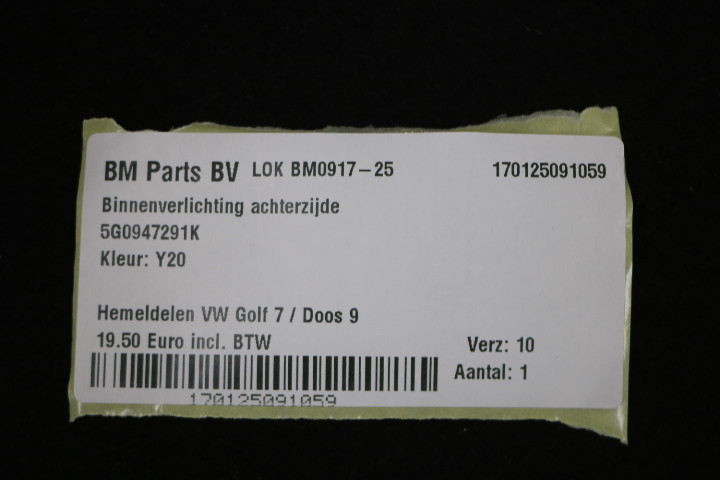 BM Parts BV LOK BM0917-25 170125091059
Binnenverlichting achterzijde
5G0947291K
Kleur: Y20
Hemeldelen VW Golf 7 / Doos 9
19.50 Euro incl. BTW Verz: 10
Aantal: 1
170125091059